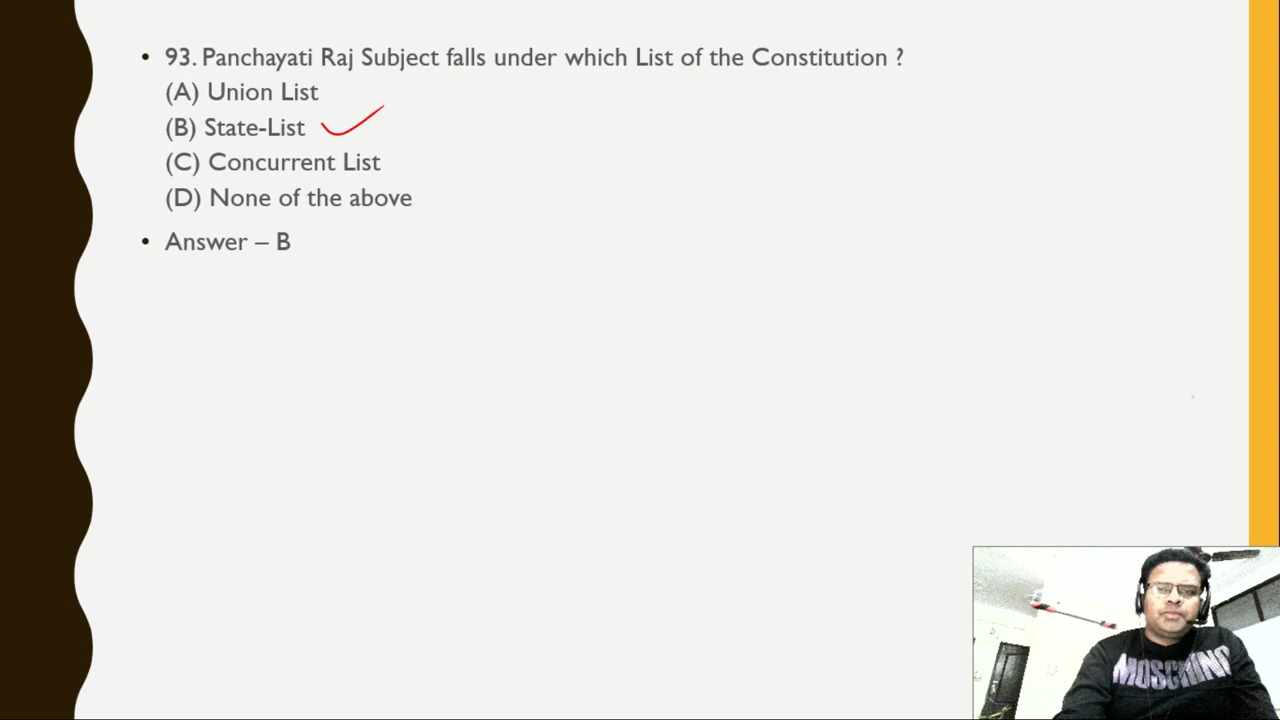 • 93. Panchayati Raj Subject falls under which List of the Constitution ?
(A) Union List
(B) State-List
(C) Concurrent List
(D) None of the above
• Answer – B
MOSCHINO